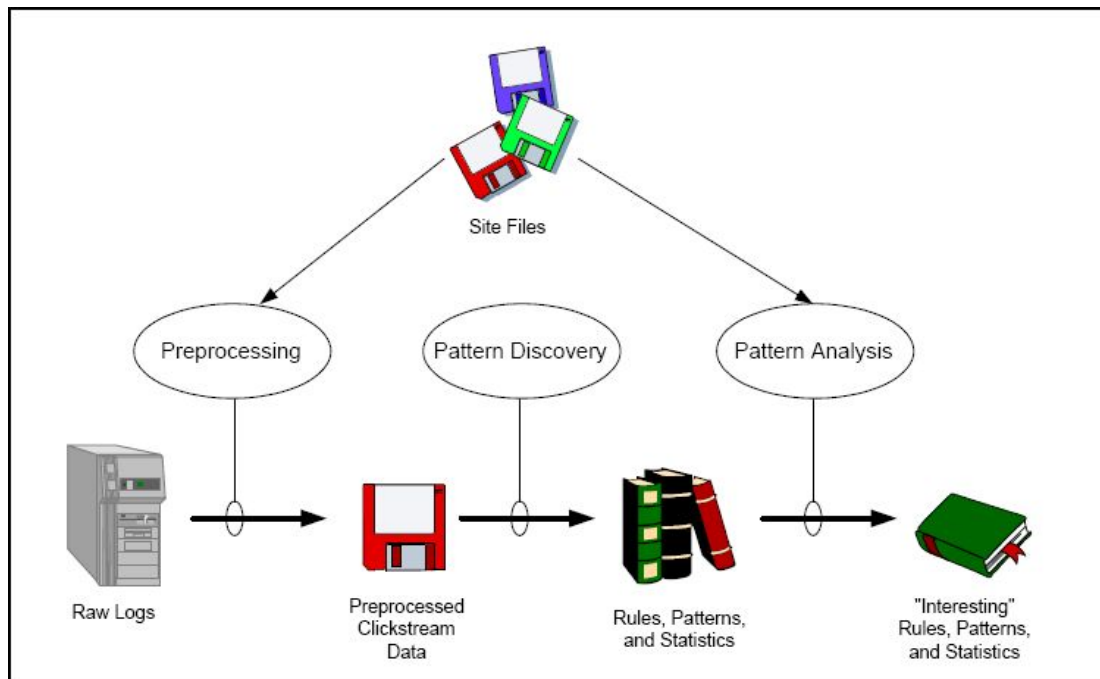 Site Files
Preprocessing
Pattern Discovery
Pattern Analysis
Raw Logs
Preprocessed
Clickstream
Data
Rules, Patterns,
and Statistics
"Interesting"
Rules, Patterns,
and Statistics